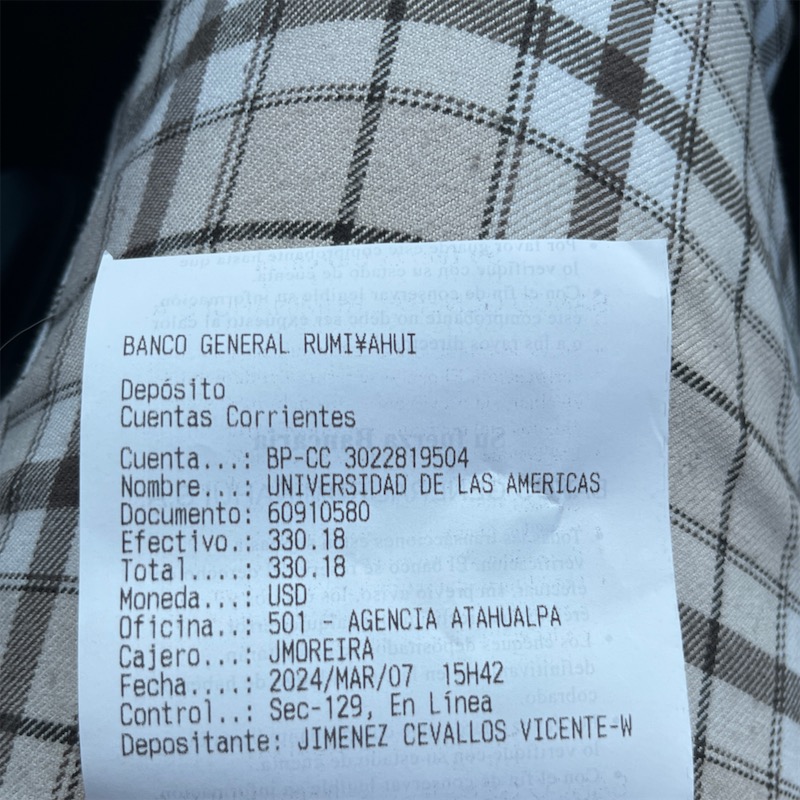 BANCO GENERAL RUMI¥AHUI
Depósito
Cuentas Corrientes
Cuenta...: BP-CC 3022819504
Nombre...: UNIVERSIDAD DE LAS AMERICAS
Documento: 60910580
Efectivo.: 330.18
Total....: 330.18
Moneda...: USD
Oficina..: 501 - AGENCIA ATAHUALPA
Cajero...: JMOREIRA
Fecha....: 2024/MAR/07 15H42
Control..: Sec-129, En Línea
Depositante: JIMENEZ CEVALLOS VICENTE-W